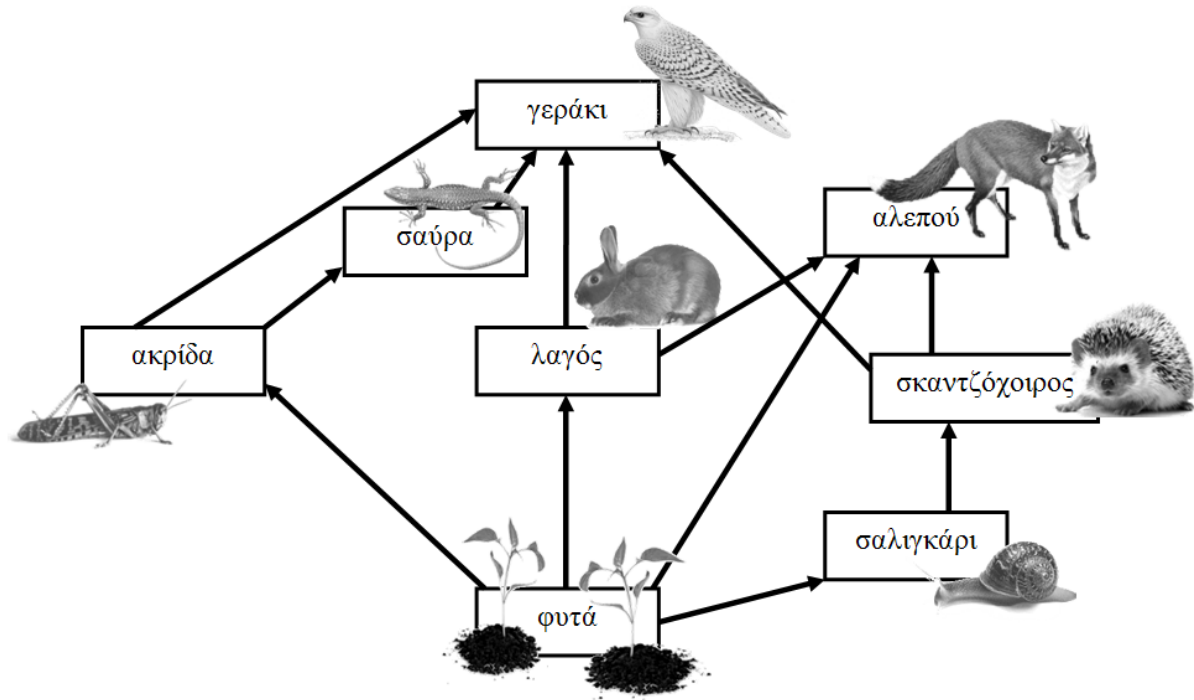 γεράκι
αλεπού
σαύρα
ακρίδα
λαγός
σκαντζόχοιρος
σαλιγκάρι
φυτά